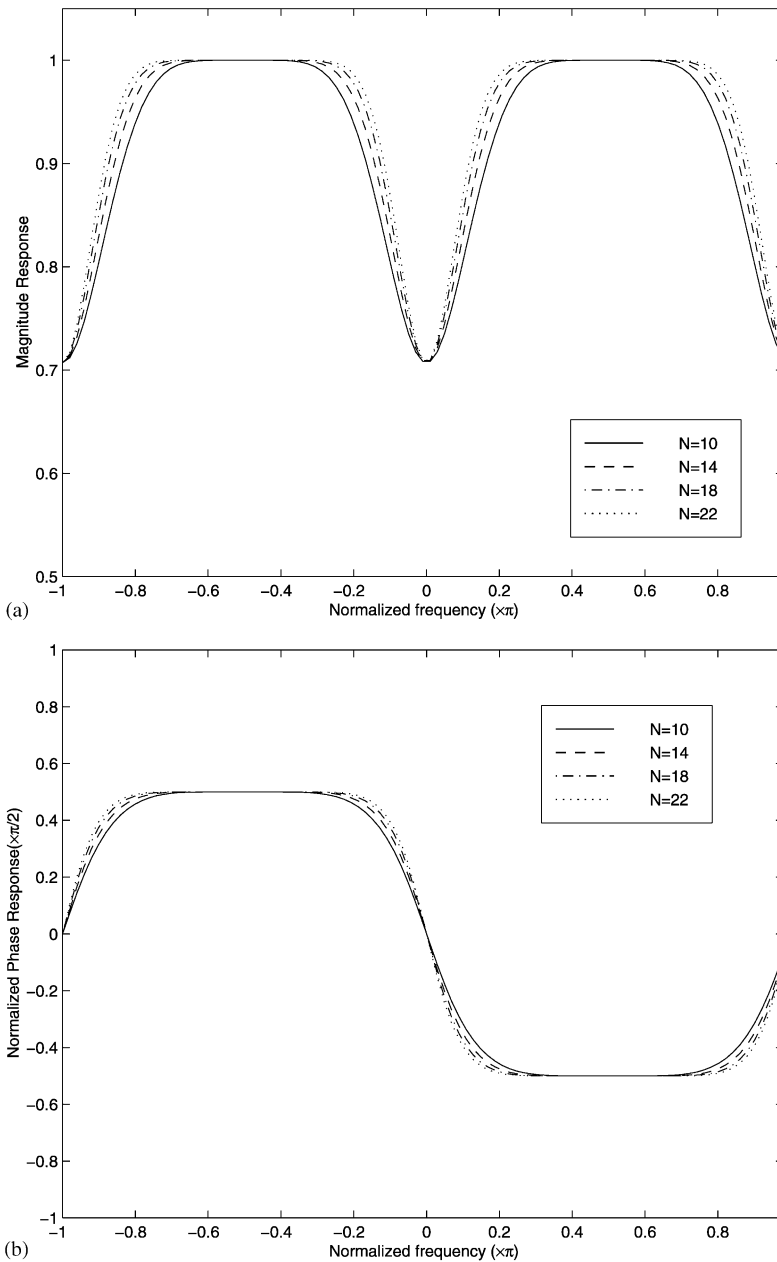 1
0.9
0.8
0.7
0.6
0.5
Magnitude Response
N=10
N=14
N=18
N=22
−1 −0.8 −0.6 −0.4 −0.2 0 0.2 0.4 0.6 0.8
(a)
Normalized frequency (×π)
1
0.8
0.6
0.4
0.2
0
−0.2
−0.4
−0.6
−0.8
−1
Normalized Phase Response(×π/2)
N=10
N=14
N=18
N=22
−1 −0.8 −0.6 −0.4 −0.2 0 0.2 0.4 0.6 0.8
(b)
Normalized frequency (×π)